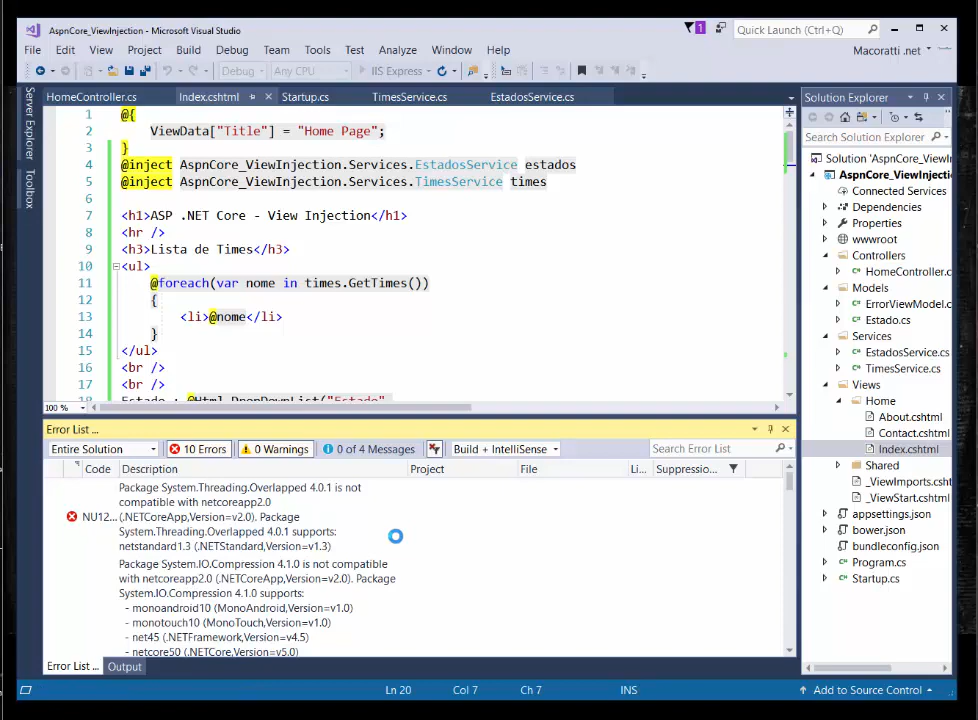 AspnCore_ViewInjection - Microsoft Visual Studio
1
Quick Launch (Ctrl+Q)
File Edit View Project Build Debug Team Tools Test Analyze Window Help
Macoratti .net
Debug Any CPU IIS Express
Server Explorer
Toolbox
HomeController.cs Index.cshtml Startup.cs TimesService.cs EstadosService.cs
1 @{
2 ViewData["Title"] = "Home Page";
3 }
4 @inject AspnCore_ViewInjection.Services.EstadosService estados
5 @inject AspnCore_ViewInjection.Services.TimesService times
6
7 <h1>ASP .NET Core - View Injection</h1>
8 <hr />
9 <h3>Lista de Times</h3>
10 <ul>
11 @foreach(var nome in times.GetTimes())
12 {
13 <li>@nome</li>
14 }
15 </ul>
16 <br />
17 <br />
18 Estado : @Html.DropDownList("Estado",
100 %
Solution Explorer
Search Solution Explorer
Solution 'AspnCore_ViewInj
AspnCore_ViewInjecti
Connected Services
Dependencies
Properties
wwwroot
Controllers
HomeController.c
Models
ErrorViewModel.c
Estado.cs
Services
EstadosService.cs
TimesService.cs
Views
Home
About.cshtml
Contact.cshtml
Index.cshtml
Shared
_ViewImports.csht
_ViewStart.cshtml
appsettings.json
bower.json
bundleconfig.json
Program.cs
Startup.cs
Error List ...
Entire Solution 10 Errors 0 Warnings 0 of 4 Messages Build + IntelliSense Search Error List
Code Description Project File Li... Suppressio...
Package System.Threading.Overlapped 4.0.1 is not
compatible with netcoreapp2.0
NU12... (.NETCoreApp,Version=v2.0). Package
System.Threading.Overlapped 4.0.1 supports:
netstandard1.3 (.NETStandard,Version=v1.3)
Package System.IO.Compression 4.1.0 is not compatible
with netcoreapp2.0 (.NETCoreApp,Version=v2.0). Package
System.IO.Compression 4.1.0 supports:
- monoandroid10 (MonoAndroid,Version=v1.0)
- monotouch10 (MonoTouch,Version=v1.0)
- net45 (.NETFramework,Version=v4.5)
- netcore50 (.NETCore,Version=v5.0)
Error List ... Output
Ln 20 Col 7 Ch 7 INS Add to Source Control